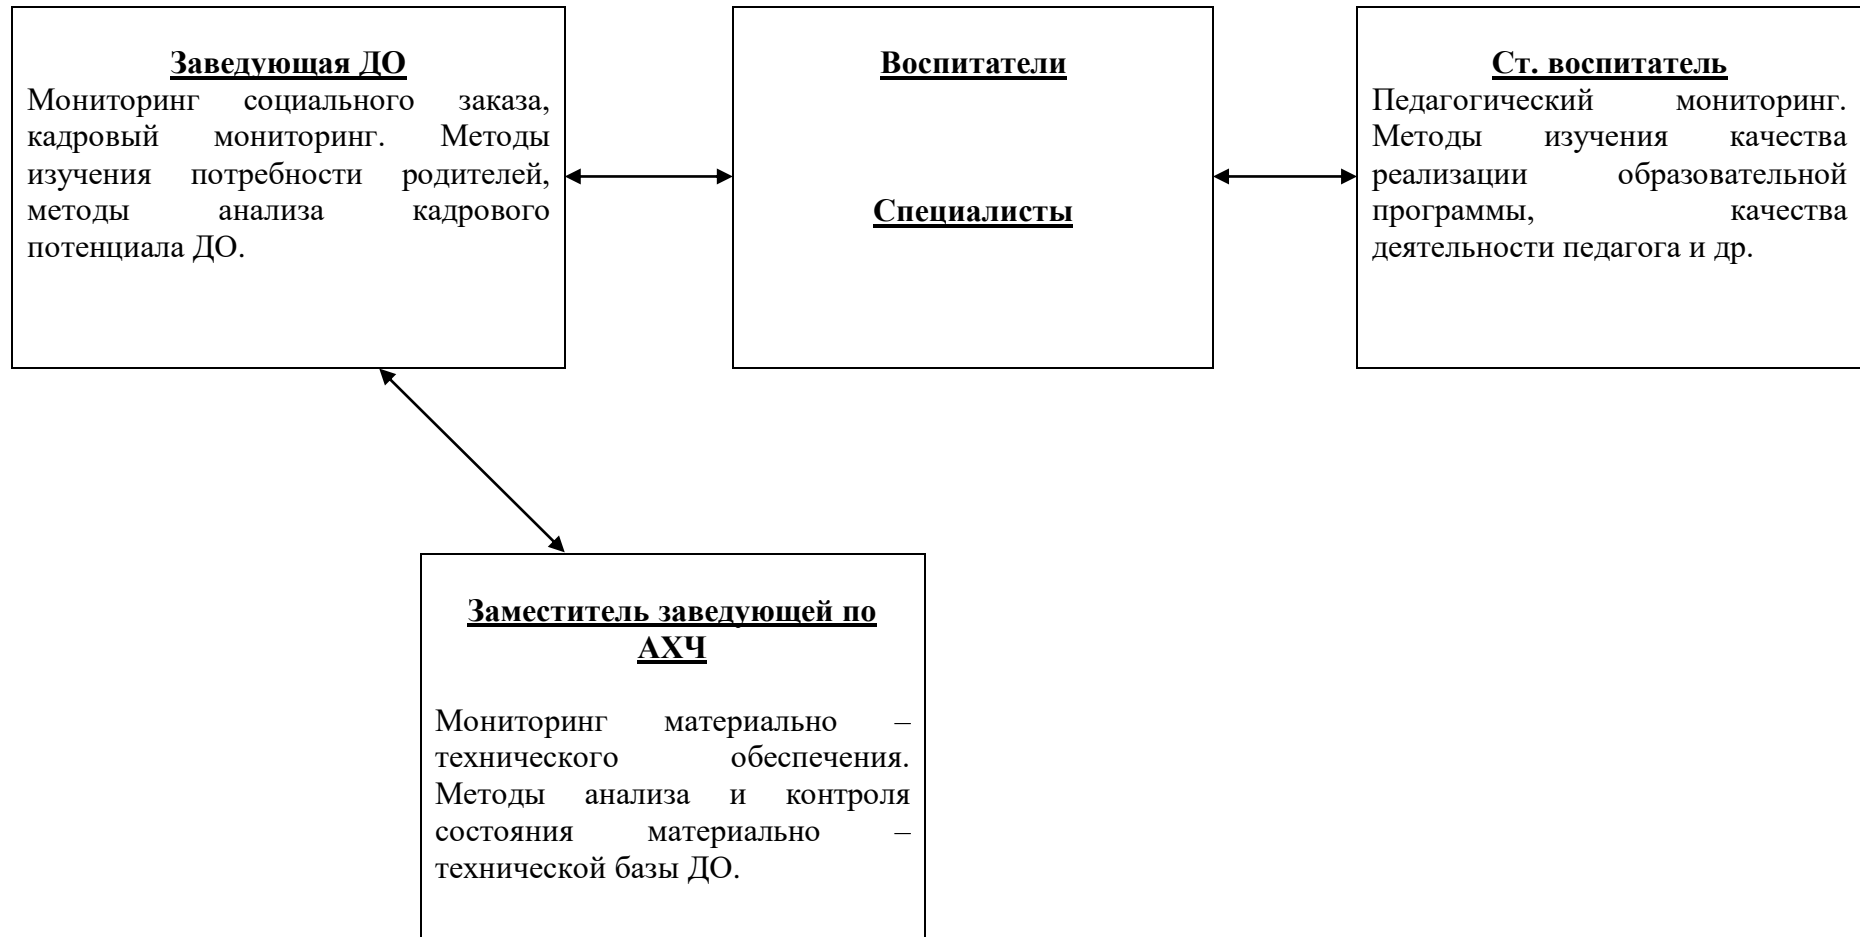 Заведующая ДО
Мониторинг социального заказа,
кадровый мониторинг. Методы
изучения потребности родителей,
методы анализа кадрового
потенциала ДО.
Воспитатели
Специалисты
Ст. воспитатель
Педагогический мониторинг.
Методы изучения качества
реализации образовательной
программы, качества
деятельности педагога и др.
Заместитель заведующей по
АХЧ
Мониторинг материально –
технического обеспечения.
Методы анализа и контроля
состояния материально –
технической базы ДО.